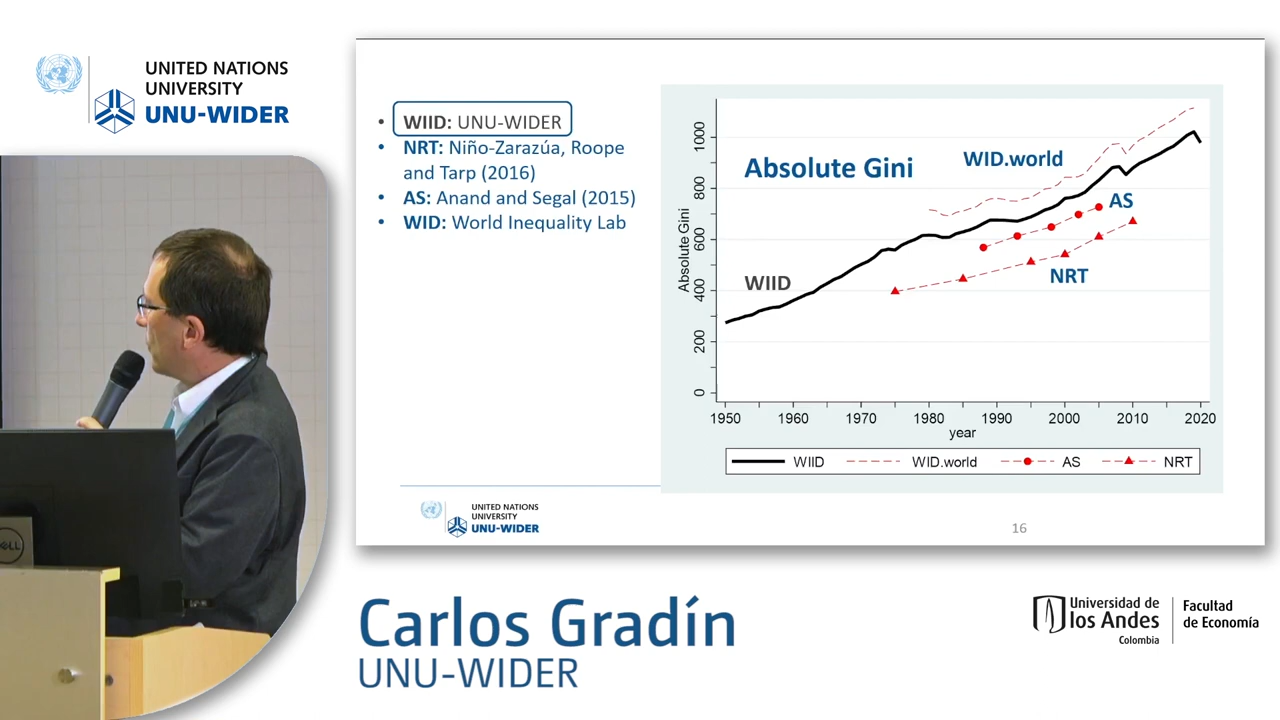 UNITED NATIONS
UNIVERSITY
UNU-WIDER
• WIID: UNU-WIDER
• NRT: Niño-Zarazúa, Roope
and Tarp (2016)
• AS: Anand and Segal (2015)
• WID: World Inequality Lab
Absolute Gini
WID.world
AS
WIID
NRT
Absolute Gini
1000
800
600
400
200
0
1950 1960 1970 1980 1990 2000 2010 2020
year
WIID WID.world AS NRT
UNITED NATIONS
UNIVERSITY
UNU-WIDER
16
DELL
Carlos Gradín
UNU-WIDER
Universidad de
los Andes
Colombia
Facultad
de Economía